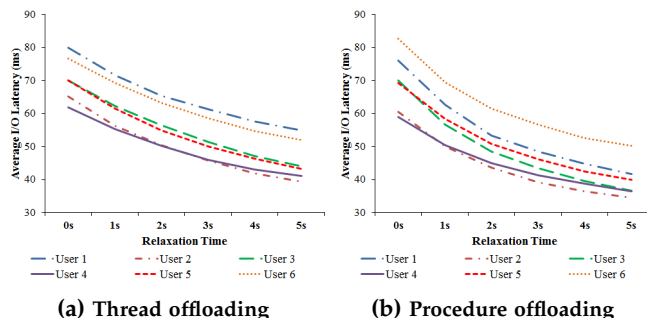 90
80
70
60
50
40
30
Average I/O Latency (ms)
0s 1s 2s 3s 4s 5s
Relaxation Time
User 1 User 2 User 3
User 4 User 5 User 6
(a) Thread offloading
90
80
70
60
50
40
30
Average I/O Latency (ms)
0s 1s 2s 3s 4s 5s
Relaxation Time
User 1 User 2 User 3
User 4 User 5 User 6
(b) Procedure offloading